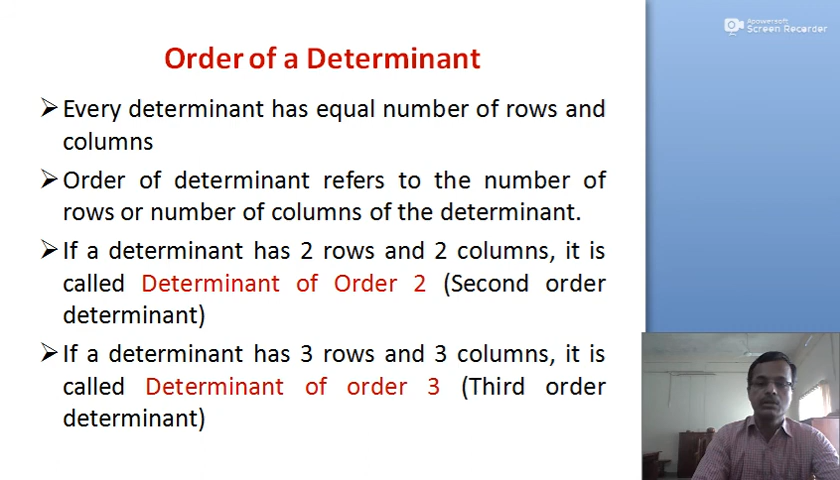 Apowersoft
Screen Recorder
Order of a Determinant
➢ Every determinant has equal number of rows and
columns
➢ Order of determinant refers to the number of
rows or number of columns of the determinant.
➢ If a determinant has 2 rows and 2 columns, it is
called Determinant of Order 2 (Second order
determinant)
➢ If a determinant has 3 rows and 3 columns, it is
called Determinant of order 3 (Third order
determinant)